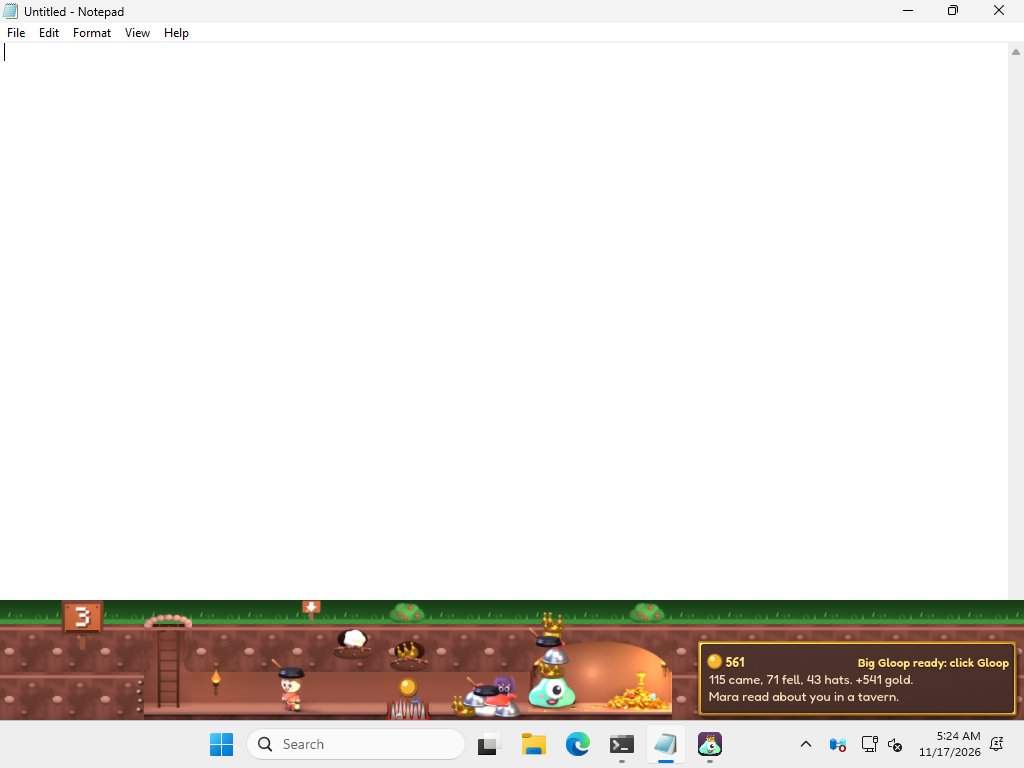 Untitled - Notepad
File Edit Format View Help
3
561 Big Gloop ready: click Gloop
115 came, 71 fell, 43 hats. +541 gold.
Mara read about you in a tavern.
Search
5:24 AM
11/17/2026